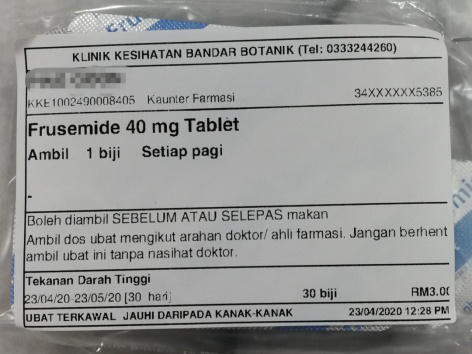 KLINIK KESIHATAN BANDAR BOTANIK (Tel: 0333244260)
KKE1002490008405 Kaunter Farmasi 34XXXXXX5385
Frusemide 40 mg Tablet
Ambil 1 biji Setiap pagi
-
Boleh diambil SEBELUM ATAU SELEPAS makan
Ambil dos ubat mengikut arahan doktor/ ahli farmasi. Jangan berhent
ambil ubat ini tanpa nasihat doktor.
Tekanan Darah Tinggi
23/04/20-23/05/20 [30 hari] 30 biji RM3.00
UBAT TERKAWAL JAUHI DARIPADA KANAK-KANAK 23/04/2020 12:28 PM